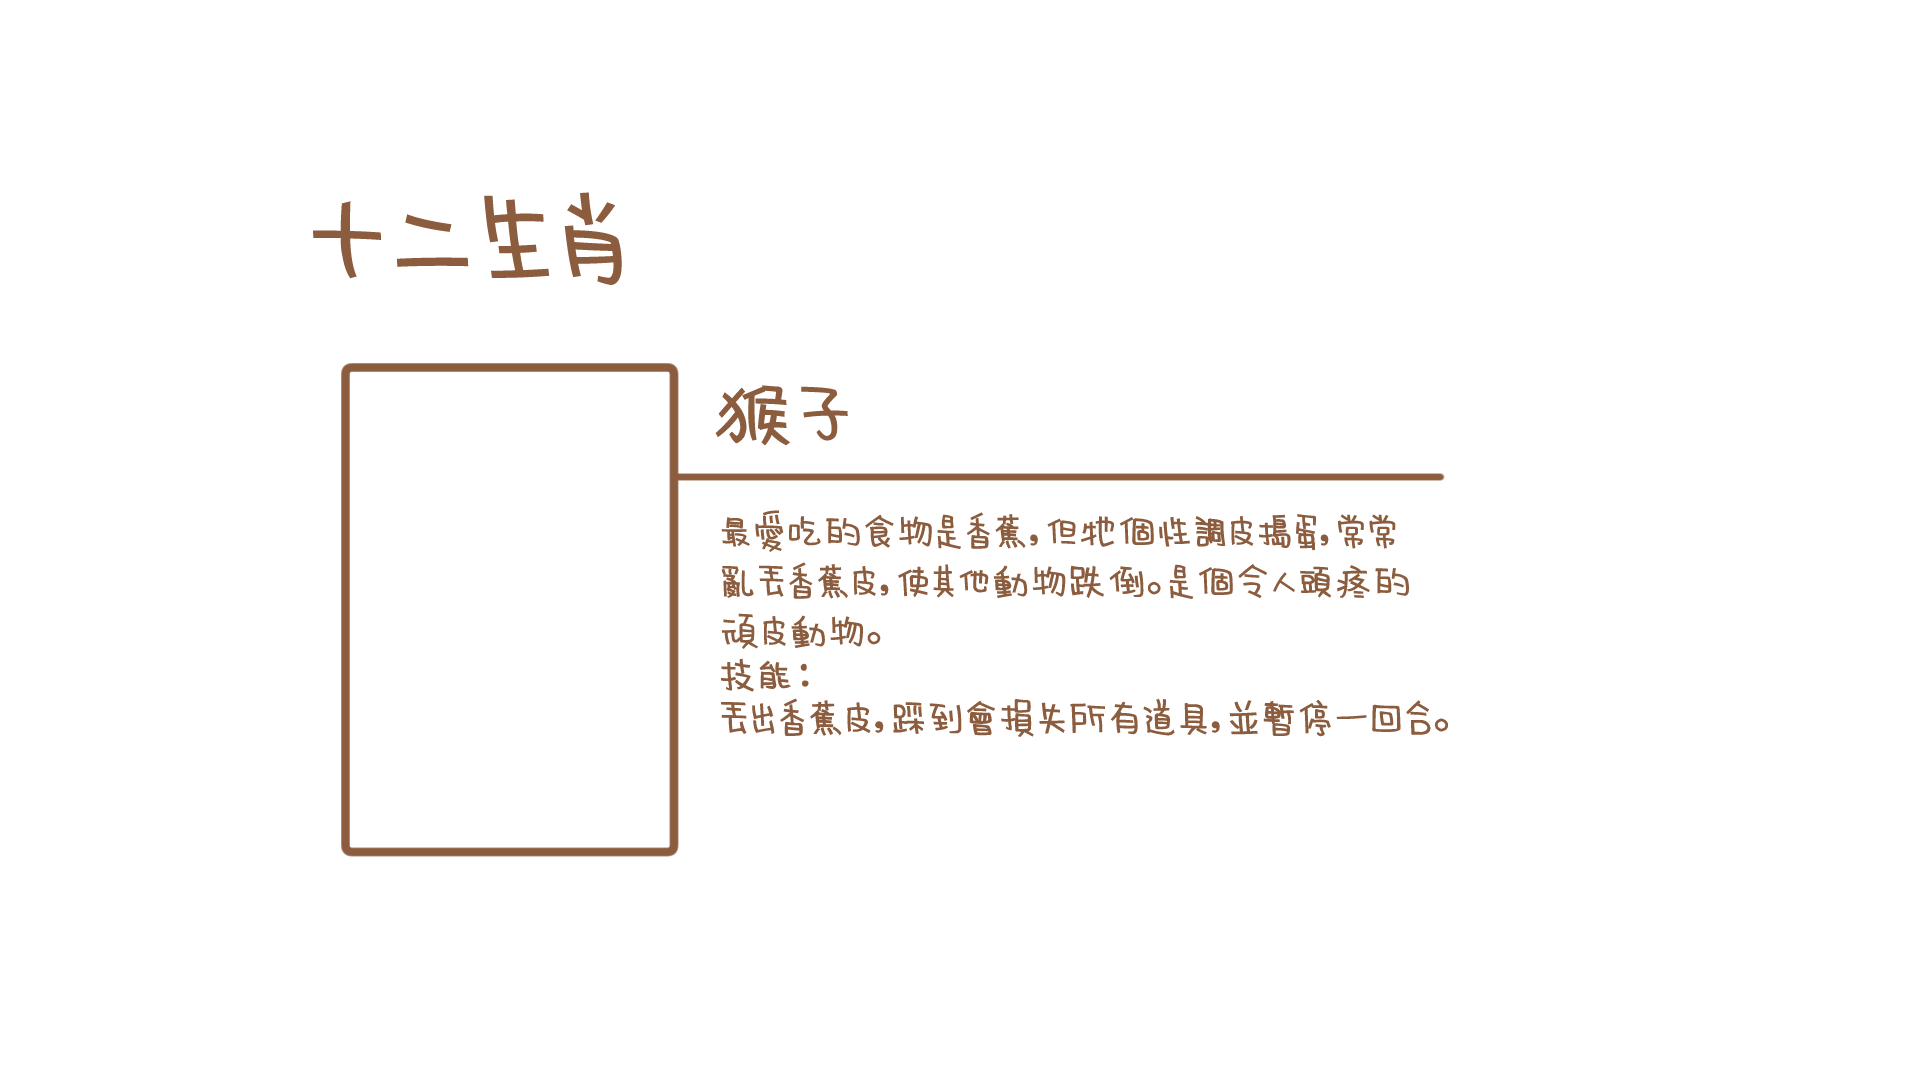 十二生肖
猴子
最愛吃的食物是香蕉,但牠個性調皮搗蛋,常常
亂丟香蕉皮,使其他動物跌倒。是個令人頭疼的
頑皮動物。
技能：
丟出香蕉皮,踩到會損失所有道具,並暫停一回合。